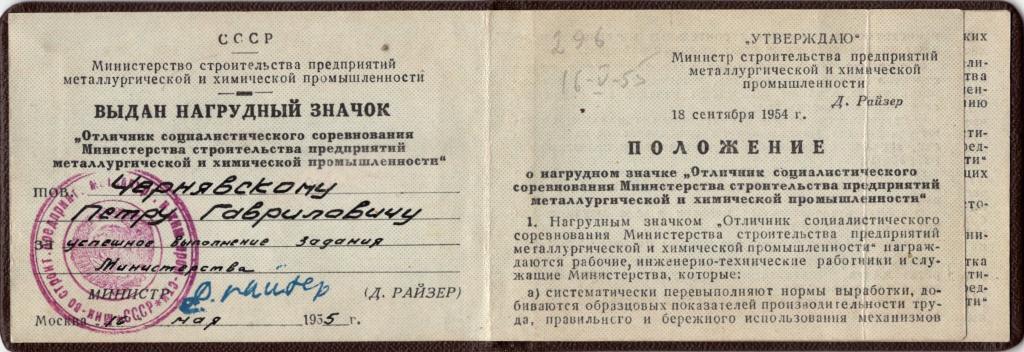 СССР
Министерство строительства предприятий
металлургической и химической промышленности
ВЫДАН НАГРУДНЫЙ ЗНАЧОК
„Отличник социалистического соревнования
Министерства строительства предприятий
металлургической и химической промышленности“
тов. Чернявскому
Петру Гавриловичу
за успешное выполнение задания
Министерства
МИНИСТР Д. Райзер (Д. РАЙЗЕР)
Москва 16 мая 1955 г.
296
16-V-55
„УТВЕРЖДАЮ“
Министр строительства предприятий
металлургической и химической
промышленности
Д. Райзер
18 сентября 1954 г.
ПОЛОЖЕНИЕ
о нагрудном значке „Отличник социалистического
соревнования Министерства строительства предприятий
металлургической и химической промышленности“
1. Нагрудным значком „Отличник социалистического
соревнования Министерства строительства предприятий
металлургической и химической промышленности“ награж-
даются рабочие, инженерно-технические работники и слу-
жащие Министерства, которые:
а) систематически перевыполняют нормы выработки, до-
биваются образцовых показателей производительности тру-
да, правильного и бережного использования механизмов